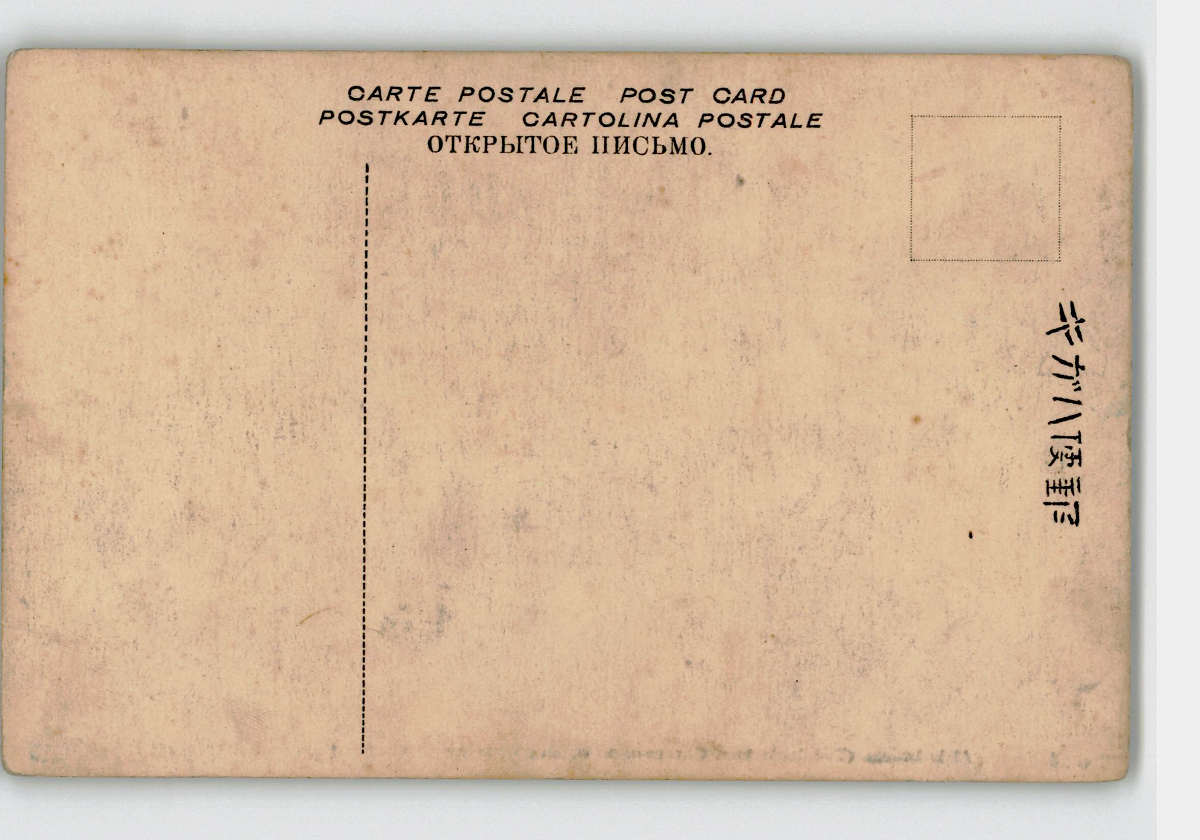 CARTE POSTALE POST CARD
POSTKARTE CARTOLINA POSTALE
ОТКРЫТОЕ ПИСЬМО.
郵便ハガキ